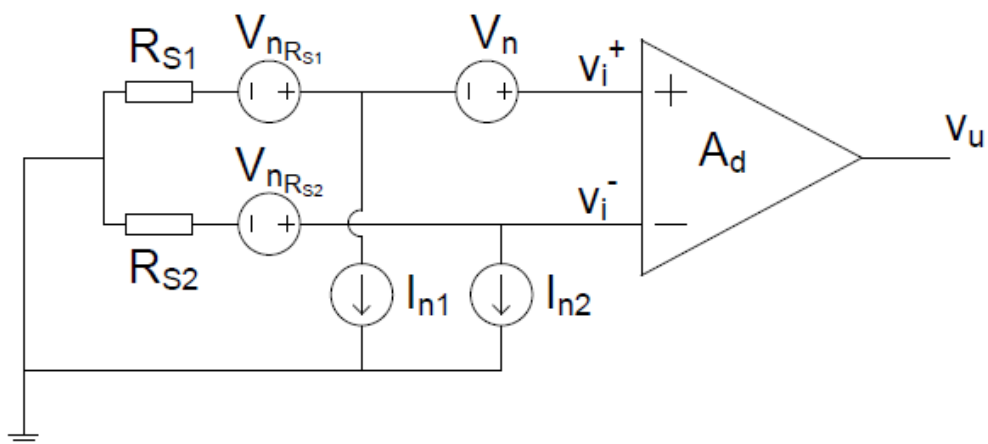 RS1
VnRS1
Vn
vi+
+
Ad
vu
VnRS2
vi-
−
RS2
In1
In2